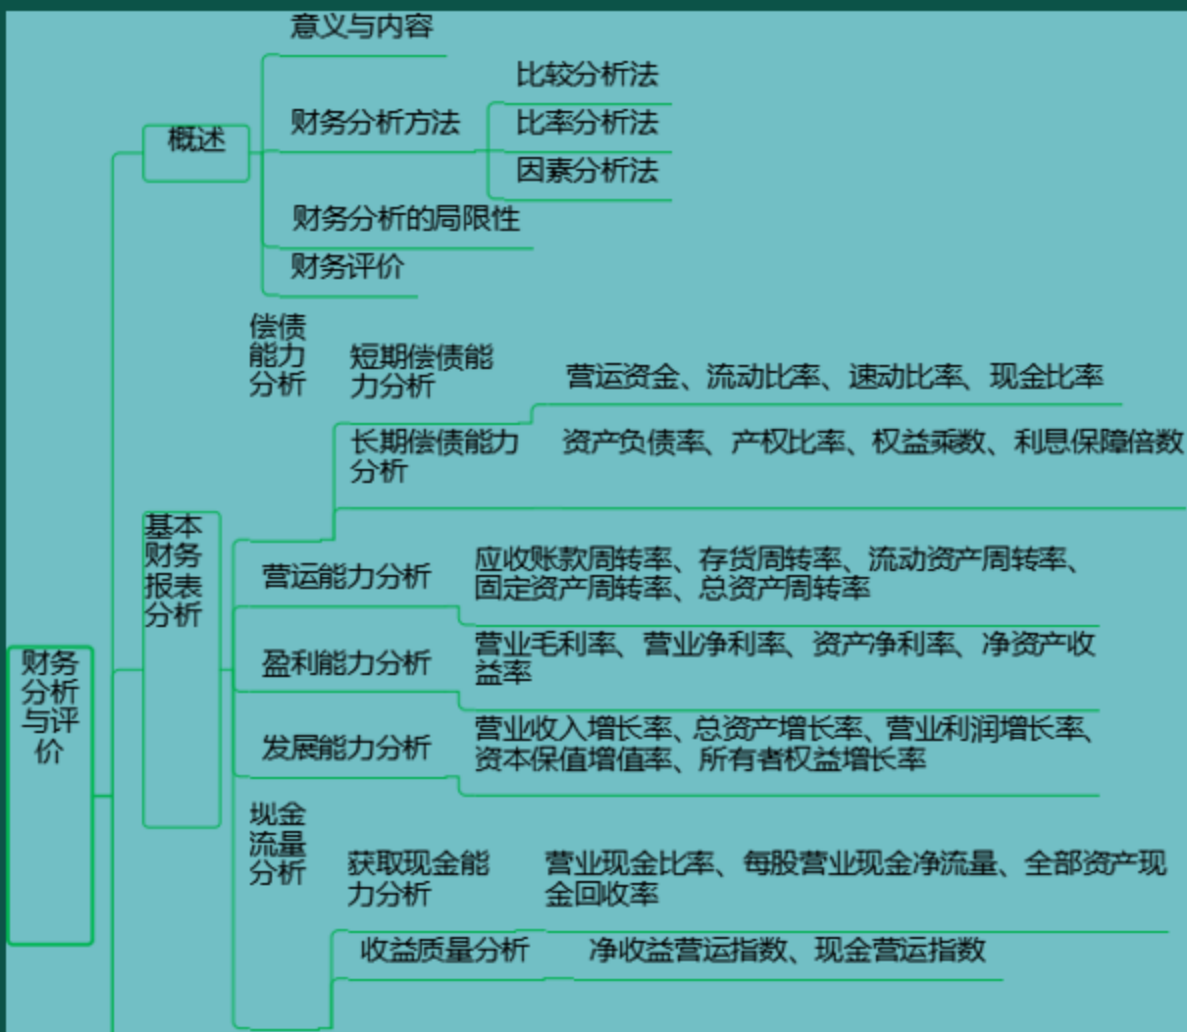 意义与内容
比较分析法
财务分析方法
比率分析法
概述
因素分析法
财务分析的局限性
财务评价
偿债
能力
分析
短期偿债能
力分析
营运资金、流动比率、速动比率、现金比率
长期偿债能力
分析
资产负债率、产权比率、权益乘数、利息保障倍数
基本
财务
报表
分析
营运能力分析
应收账款周转率、存货周转率、流动资产周转率、
固定资产周转率、总资产周转率
盈利能力分析
营业毛利率、营业净利率、资产净利率、净资产收
益率
财务
分析
与评
价
发展能力分析
营业收入增长率、总资产增长率、营业利润增长率、
资本保值增值率、所有者权益增长率
现金
流量
分析
获取现金能
力分析
营业现金比率、每股营业现金净流量、全部资产现
金回收率
收益质量分析
净收益营运指数、现金营运指数